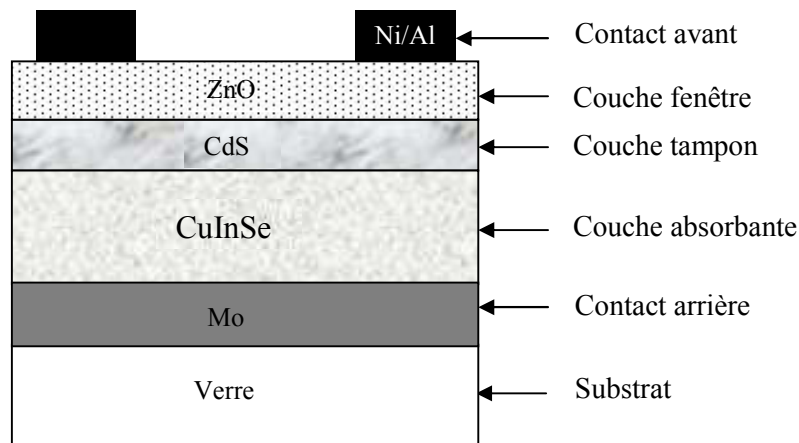 Ni/Al
Contact avant
ZnO
Couche fenêtre
CdS
Couche tampon
CuInSe
Couche absorbante
Mo
Contact arrière
Verre
Substrat